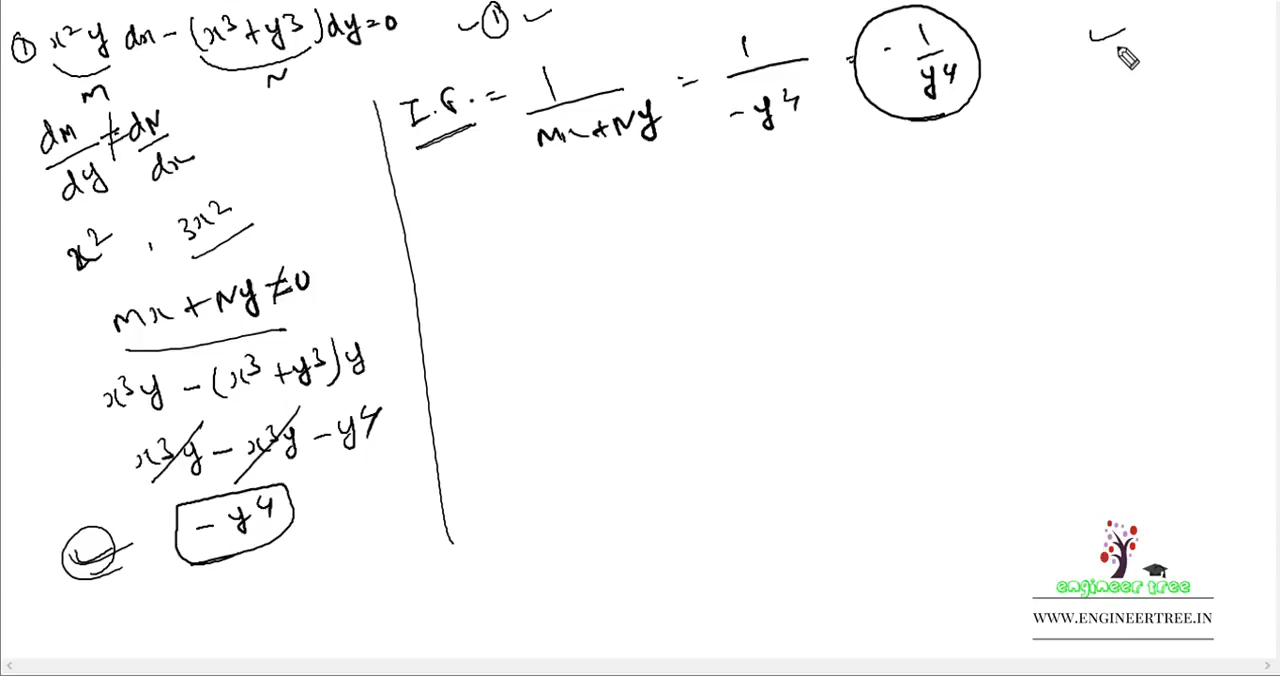 ① x²y dx - (x³+y³)dy=0 - ①
M N
dM/dy ≠ dN/dx
x² , 3x²
Mx + Ny ≠ 0
x³y - (x³+y³)y
x³y - x³y - y⁴
- y⁴
I.F. = 1/(Mx+Ny) = 1/(-y⁴) = - 1/y⁴
engineer tree
WWW.ENGINEERTREE.IN